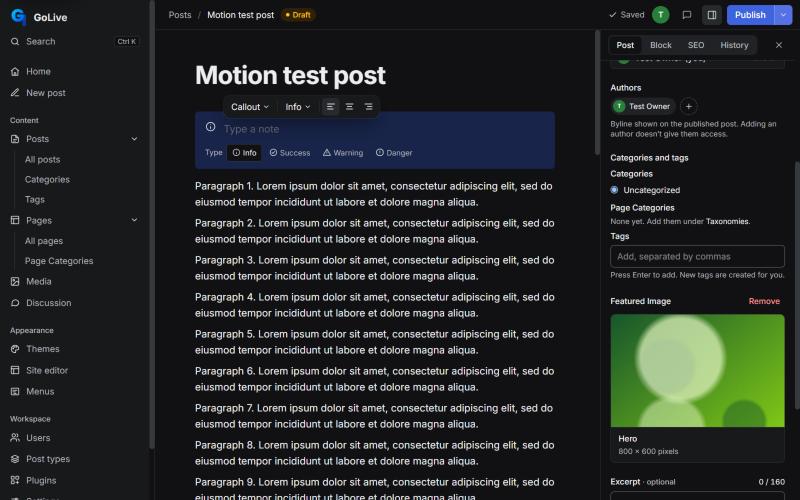 GoLive
Posts / Motion test post
Draft
Saved
T
Publish
Search
Ctrl K
Home
New post
Content
Posts
All posts
Categories
Tags
Pages
All pages
Page Categories
Media
Discussion
Appearance
Themes
Site editor
Menus
Workspace
Users
Post types
Plugins
Motion test post
Callout
Info
Type a note
Type
Info
Success
Warning
Danger
Paragraph 1. Lorem ipsum dolor sit amet, consectetur adipiscing elit, sed do
eiusmod tempor incididunt ut labore et dolore magna aliqua.
Paragraph 2. Lorem ipsum dolor sit amet, consectetur adipiscing elit, sed do
eiusmod tempor incididunt ut labore et dolore magna aliqua.
Paragraph 3. Lorem ipsum dolor sit amet, consectetur adipiscing elit, sed do
eiusmod tempor incididunt ut labore et dolore magna aliqua.
Paragraph 4. Lorem ipsum dolor sit amet, consectetur adipiscing elit, sed do
eiusmod tempor incididunt ut labore et dolore magna aliqua.
Paragraph 5. Lorem ipsum dolor sit amet, consectetur adipiscing elit, sed do
eiusmod tempor incididunt ut labore et dolore magna aliqua.
Paragraph 6. Lorem ipsum dolor sit amet, consectetur adipiscing elit, sed do
eiusmod tempor incididunt ut labore et dolore magna aliqua.
Paragraph 7. Lorem ipsum dolor sit amet, consectetur adipiscing elit, sed do
eiusmod tempor incididunt ut labore et dolore magna aliqua.
Paragraph 8. Lorem ipsum dolor sit amet, consectetur adipiscing elit, sed do
eiusmod tempor incididunt ut labore et dolore magna aliqua.
Paragraph 9. Lorem ipsum dolor sit amet, consectetur adipiscing elit, sed do
eiusmod tempor incididunt ut labore et dolore magna aliqua.
Post
Block
SEO
History
Authors
T
Test Owner
Byline shown on the published post. Adding an
author doesn't give them access.
Categories and tags
Categories
Uncategorized
Page Categories
None yet. Add them under Taxonomies.
Tags
Add, separated by commas
Press Enter to add. New tags are created for you.
Featured Image
Remove
Hero
800 × 600 pixels
Excerpt · optional
0 / 160